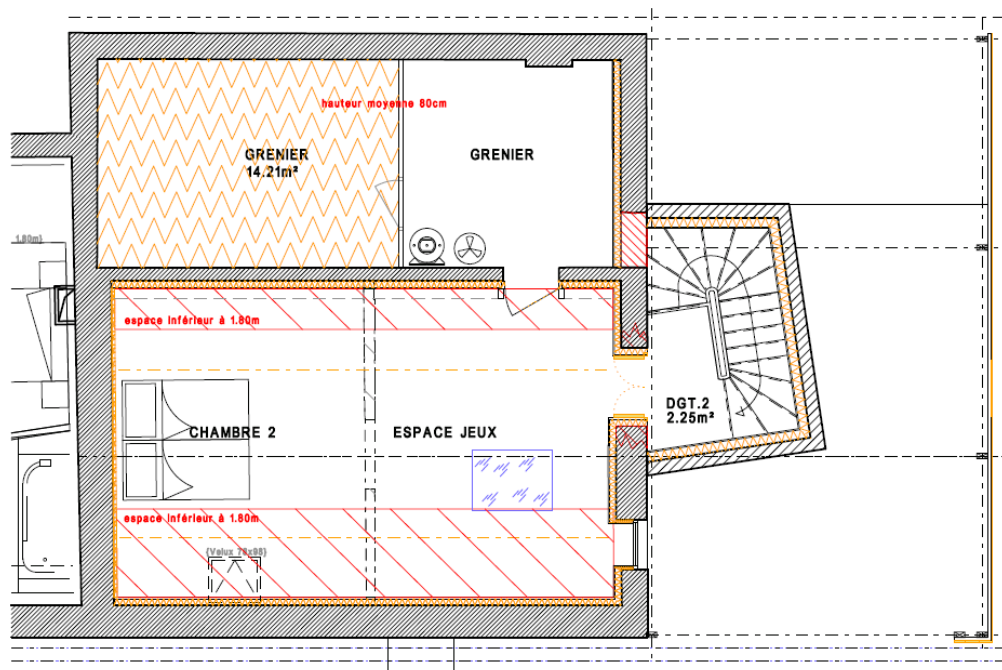 hauteur moyenne 80cm
GRENIER
14.21m²
GRENIER
1.80m)
espace inférieur à 1.80m
DGT.2
2.25m²
CHAMBRE 2
ESPACE JEUX
espace inférieur à 1.80m
(Velux 78x98)